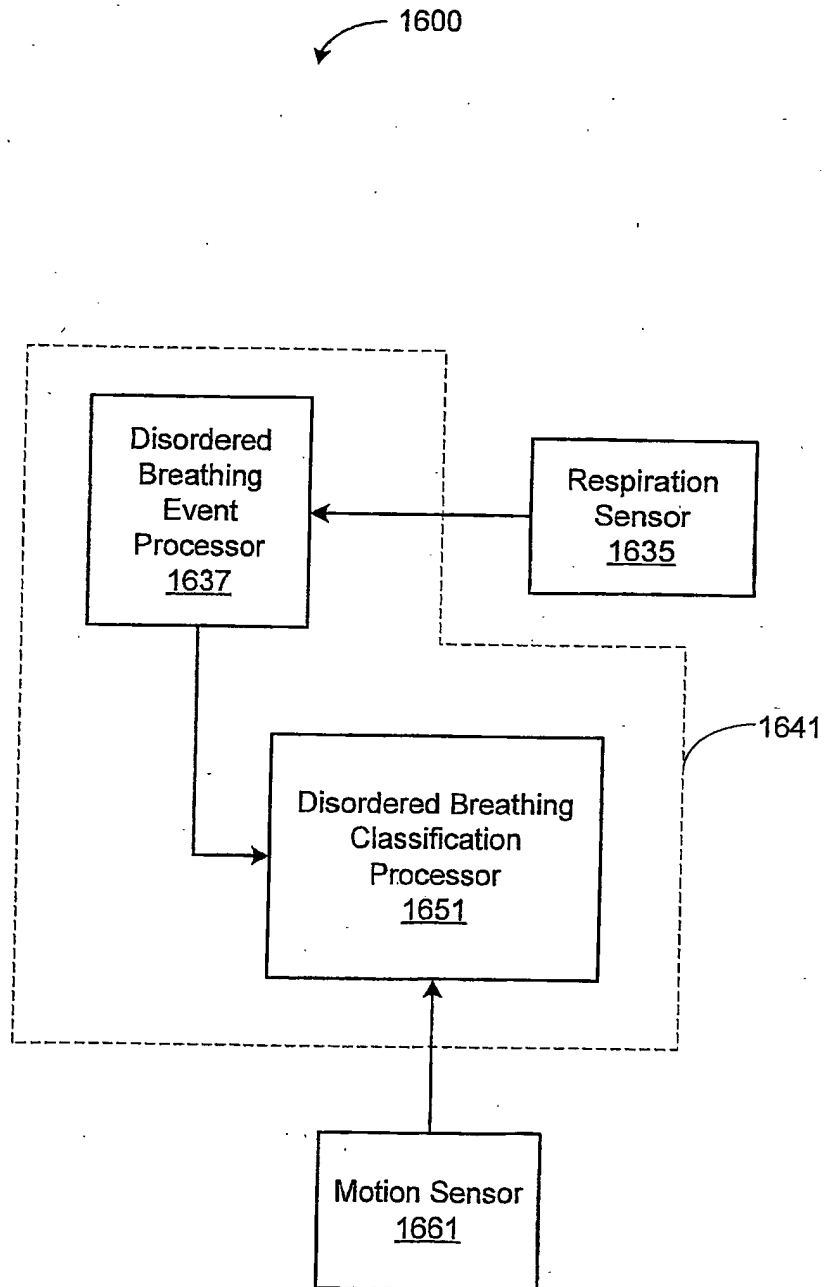 1600
Disordered
Breathing
Event
Processor
1637
Respiration
Sensor
1635
1641
Disordered Breathing
Classification
Processor
1651
Motion Sensor
1661